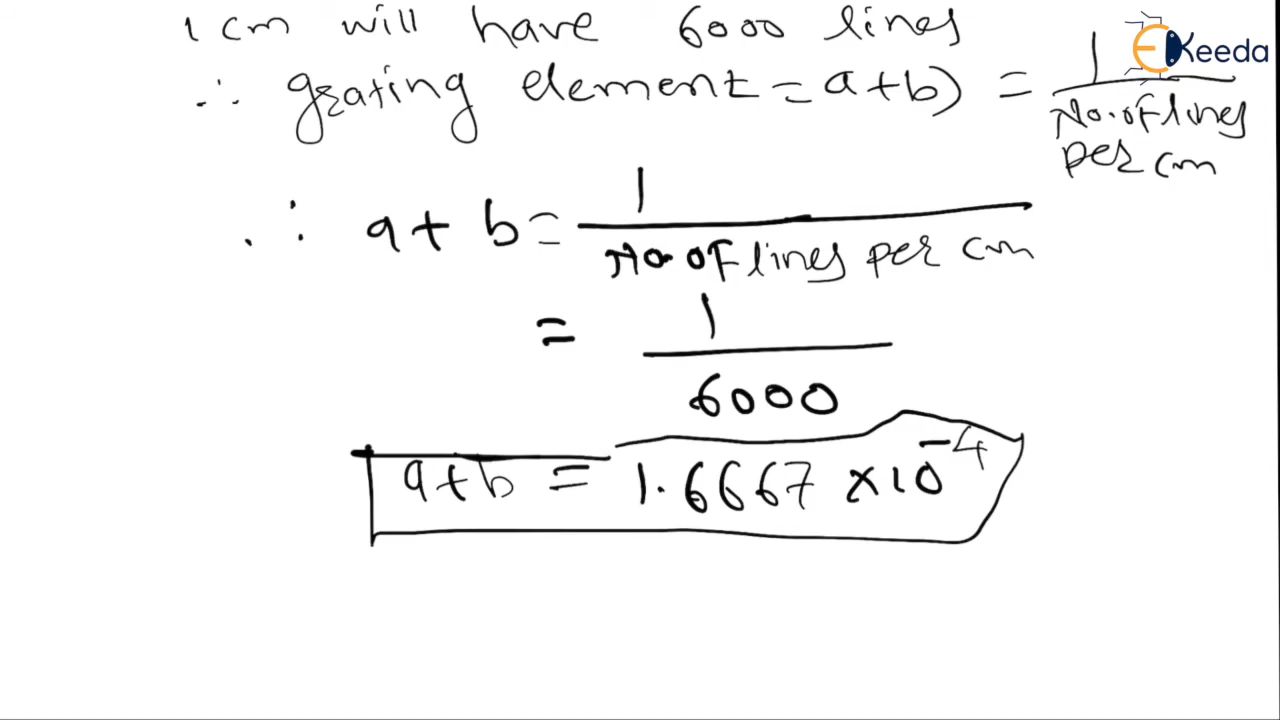 1 cm will have 6000 lines
EKeeda
∴ grating element = a+b) = 1 / No. of lines per cm
∴ a + b = 1 / No. of lines per cm
= 1 / 6000
a+b = 1.6667 ×10⁻⁴